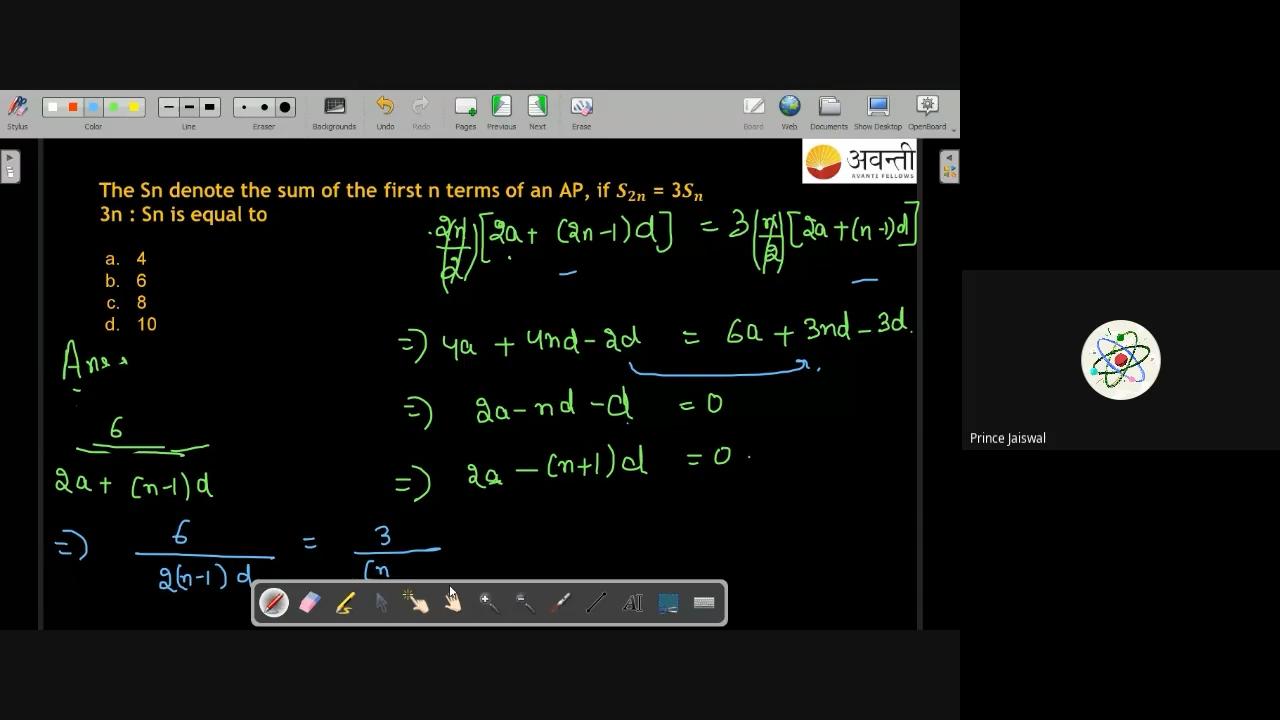 Stylus Color Line Eraser Backgrounds Undo Redo Pages Previous Next Erase Board Web Documents Show Desktop OpenBoard
अवन्ती
AVANTI FELLOWS
The Sn denote the sum of the first n terms of an AP, if S₂ₙ = 3Sₙ
3n : Sn is equal to
a. 4
b. 6
c. 8
d. 10
(2n/2)[2a + (2n-1)d] = 3(n/2)[2a + (n-1)d]
=) 4a + 4nd - 2d = 6a + 3nd - 3d.
=) 2a - nd - d = 0
=) 2a - (n+1)d = 0.
Ans:
6
2a + (n-1)d
=) 6/2(n-1)d = 3/(n
AI
Prince Jaiswal